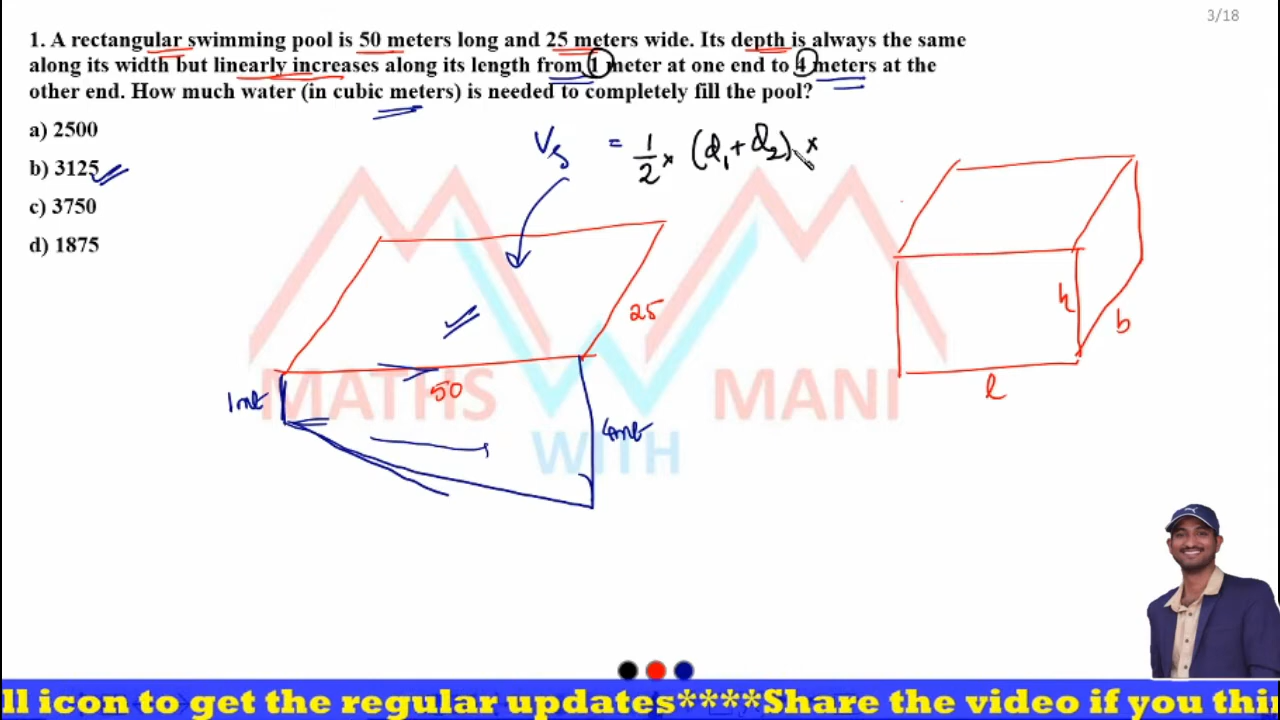 3/18
1. A rectangular swimming pool is 50 meters long and 25 meters wide. Its depth is always the same
along its width but linearly increases along its length from 1 meter at one end to 4 meters at the
other end. How much water (in cubic meters) is needed to completely fill the pool?
a) 2500
b) 3125
c) 3750
d) 1875
Vs = 1/2 × (d1 + d2) ×
25
50
1mt
4mt
h
b
l
MATHS
WITH
MANI
ll icon to get the regular updates****Share the video if you thi